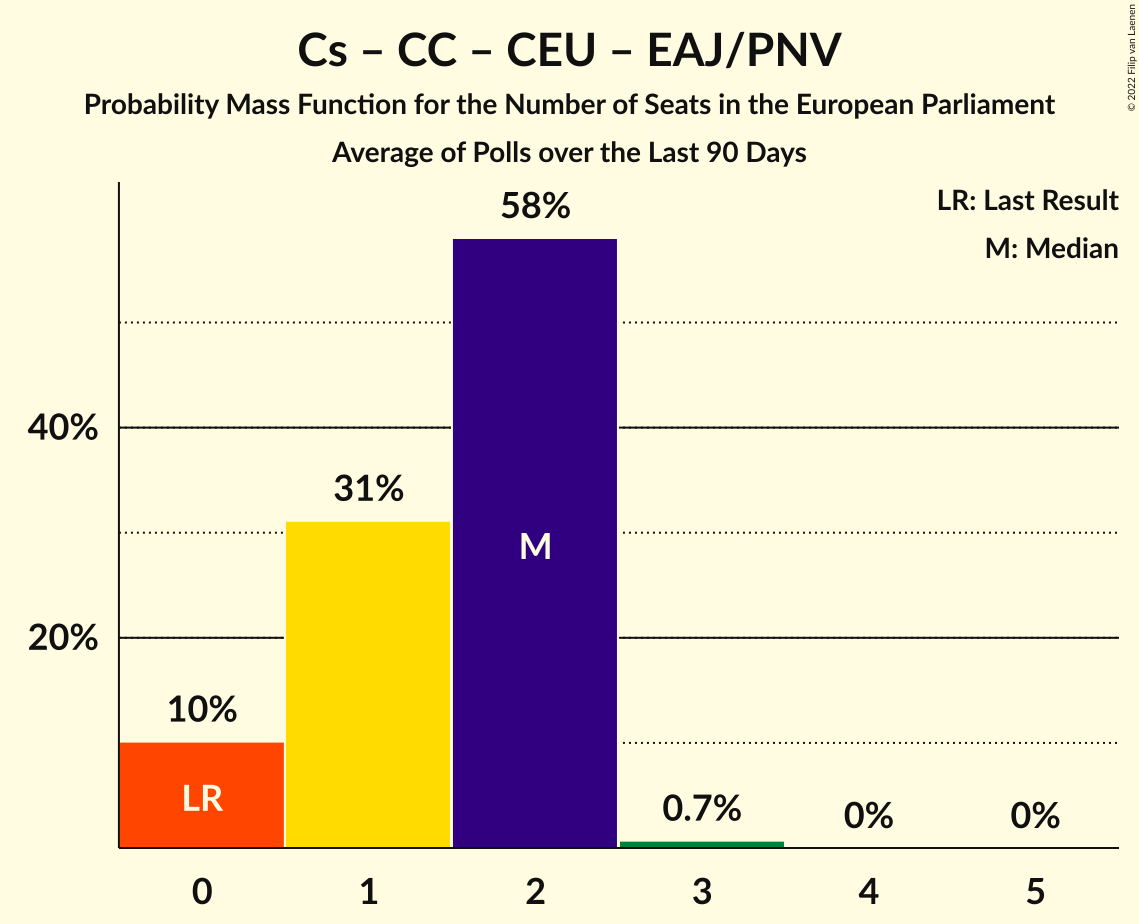 Cs – CC – CEU – EAJ/PNV
Probability Mass Function for the Number of Seats in the European Parliament
Average of Polls over the Last 90 Days
© 2022 Filip van Laenen
LR: Last Result
M: Median
58%
40%
31%
M
20%
10%
LR
0.7%
0%
0%
0
1
2
3
4
5